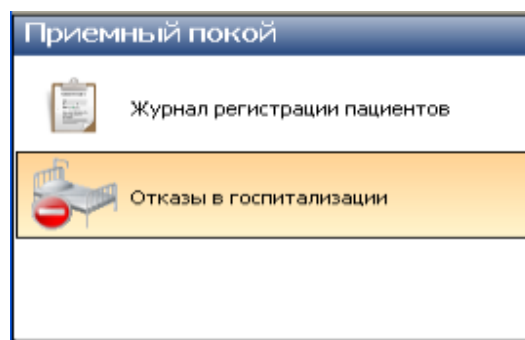 Приемный покой
Журнал регистрации пациентов
Отказы в госпитализации